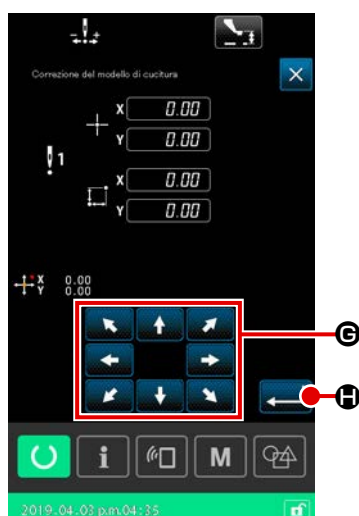 Correzione del modello di cucitura
X 0.00
Y 0.00
1
X 0.00
Y 0.00
X 0.00
Y 0.00
G
H
i M
2019.04.03 p.m.04:35